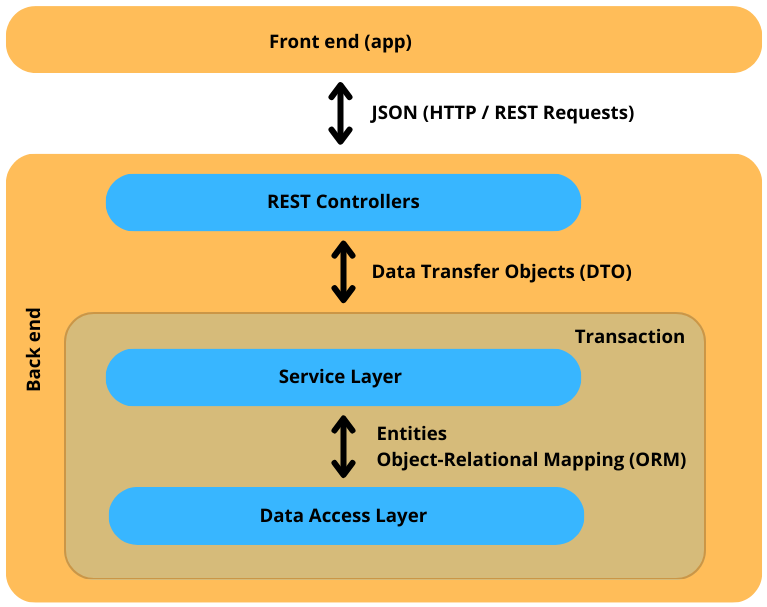 Front end (app)
JSON (HTTP / REST Requests)
Back end
REST Controllers
Data Transfer Objects (DTO)
Transaction
Service Layer
Entities
Object-Relational Mapping (ORM)
Data Access Layer